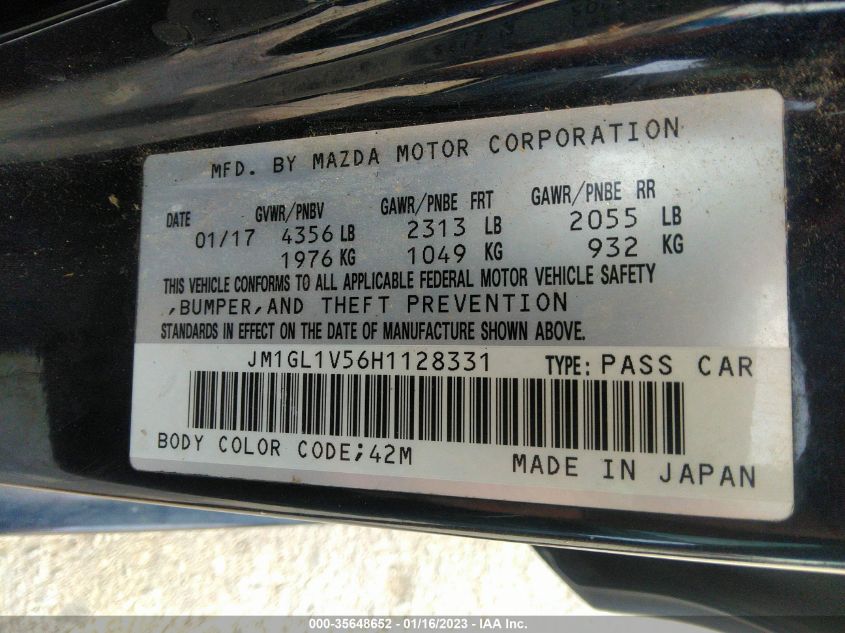 MFD. BY MAZDA MOTOR CORPORATION
DATE GVWR/PNBV GAWR/PNBE FRT GAWR/PNBE RR
01/17 4356 LB 2313 LB 2055 LB
1976 KG 1049 KG 932 KG
THIS VEHICLE CONFORMS TO ALL APPLICABLE FEDERAL MOTOR VEHICLE SAFETY
,BUMPER,AND THEFT PREVENTION
STANDARDS IN EFFECT ON THE DATE OF MANUFACTURE SHOWN ABOVE.
JM1GL1V56H1128331 TYPE: PASS CAR
BODY COLOR CODE;42M
MADE IN JAPAN
000-35648652 - 01/16/2023 - IAA Inc.